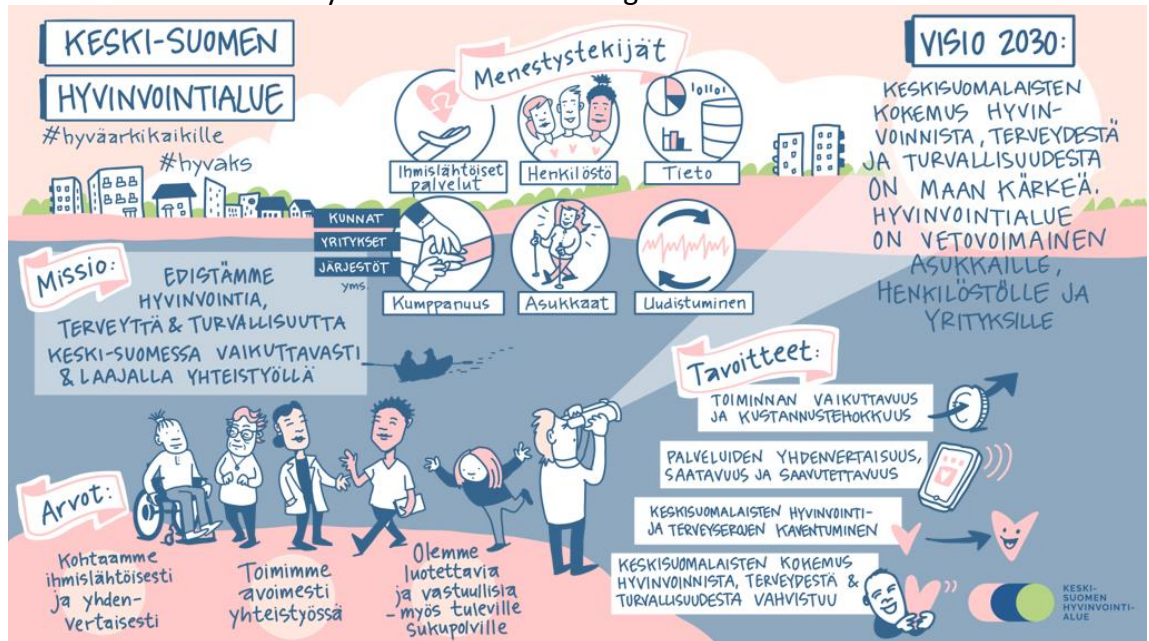 KESKI-SUOMEN
HYVINVOINTIALUE
#hyväarkikaikille
#hyvaks
Menestystekijät
Ihmislähtöiset
palvelut
Henkilöstö
Tieto
KUNNAT
YRITYKSET
JÄRJESTÖT
yms.
Kumppanuus
Asukkaat
Uudistuminen
VISIO 2030:
KESKISUOMALAISTEN
KOKEMUS HYVIN-
VOINNISTA, TERVEYDESTÄ
JA TURVALLISUUDESTA
ON MAAN KÄRKEÄ.
HYVINVOINTIALUE
ON VETOVOIMAINEN
ASUKKAILLE,
HENKILÖSTÖLLE JA
YRITYKSILLE
Missio:
EDISTÄMME
HYVINVOINTIA,
TERVEYTTÄ & TURVALLISUUTTA
KESKI-SUOMESSA VAIKUTTAVASTI
& LAAJALLA YHTEISTYÖLLÄ
Tavoitteet:
TOIMINNAN VAIKUTTAVUUS
JA KUSTANNUSTEHOKKUUS
PALVELUIDEN YHDENVERTAISUUS,
SAATAVUUS JA SAAVUTETTAVUUS
KESKISUOMALAISTEN HYVINVOINTI-
JA TERVEYSEROJEN KAVENTUMINEN
KESKISUOMALAISTEN KOKEMUS
HYVINVOINNISTA, TERVEYDESTÄ &
TURVALLISUUDESTA VAHVISTUU
Arvot:
Kohtaamme
ihmislähtöisesti
ja yhden-
vertaisesti
Toimimme
avoimesti
yhteistyössä
Olemme
luotettavia
ja vastuullisia
-myös tuleville
sukupolville
KESKI-
SUOMEN
HYVINVOINTI-
ALUE